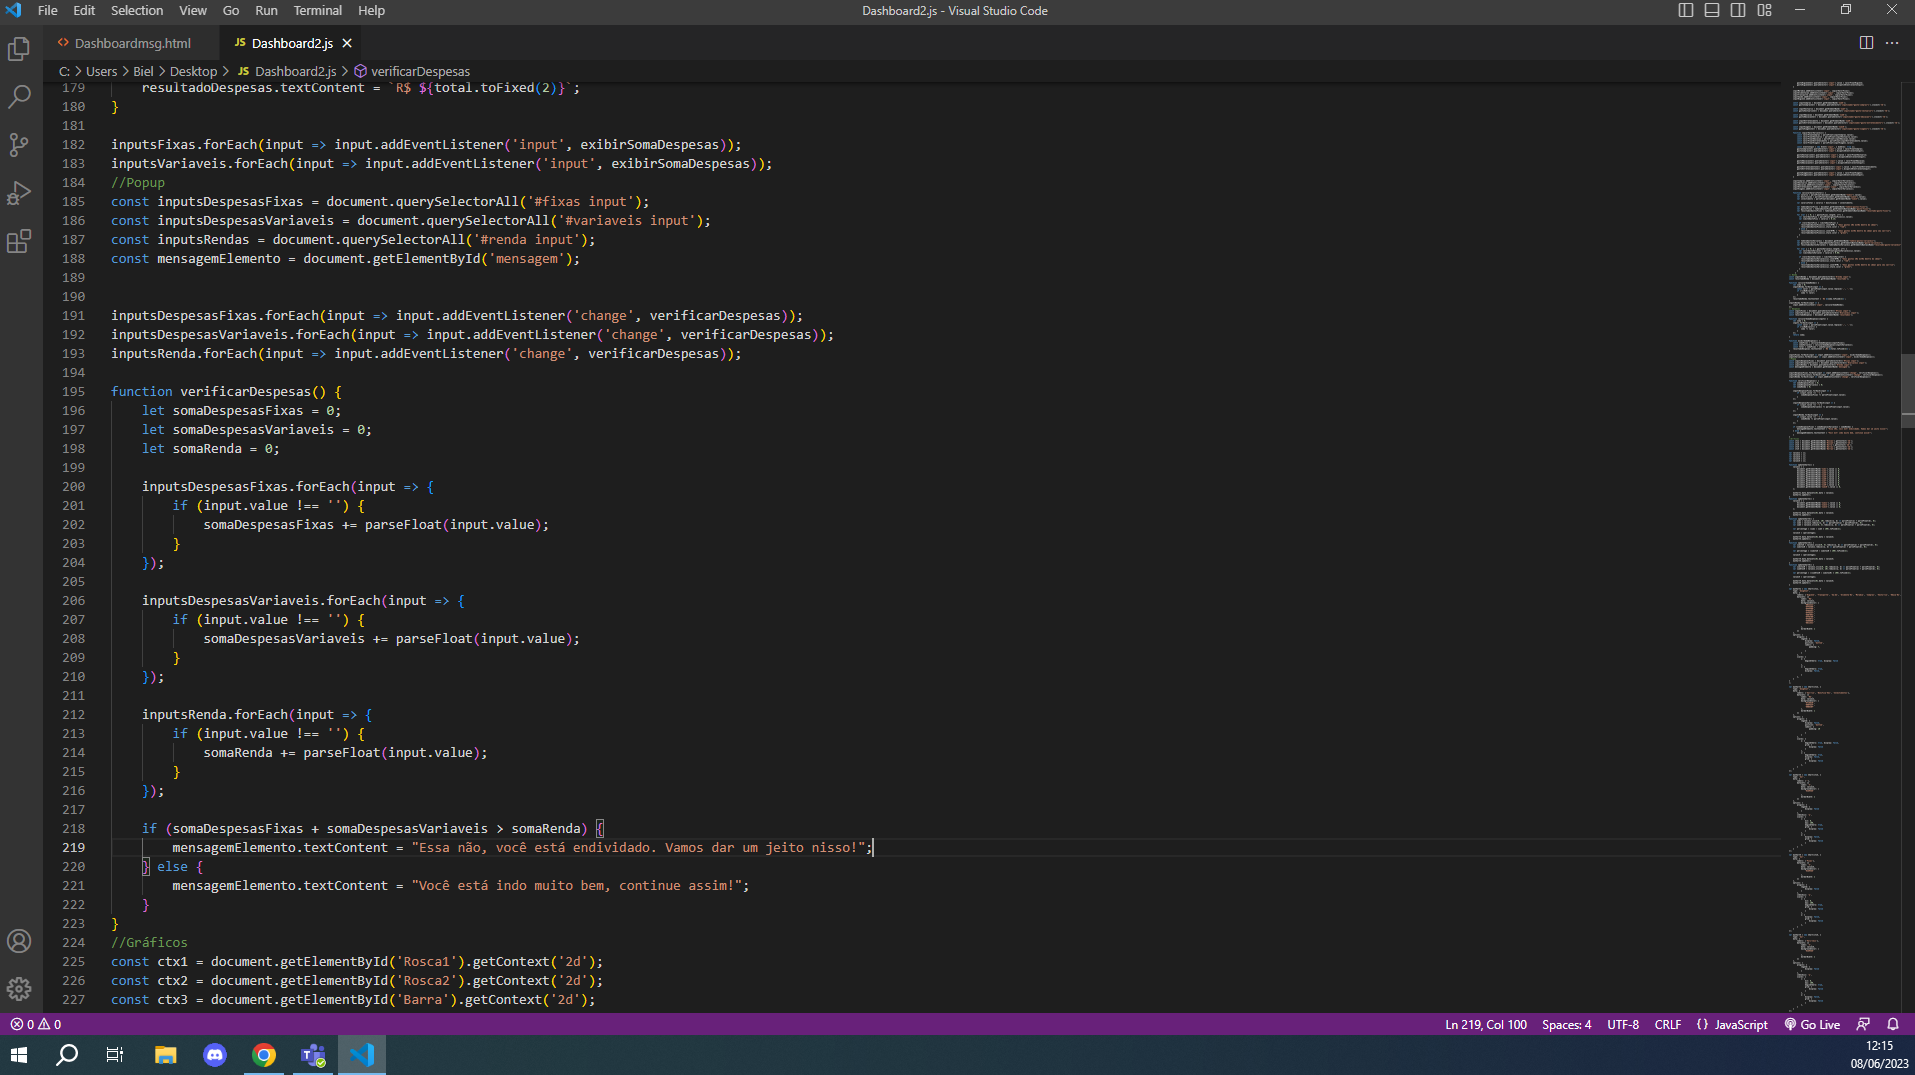 File Edit Selection View Go Run Terminal Help
Dashboard2.js - Visual Studio Code
Dashboardmsg.html
JS Dashboard2.js
C: > Users > Biel > Desktop > JS Dashboard2.js > verificarDespesas
179 resultadoDespesas.textContent = `R$ ${total.toFixed(2)}`;
180 }
181
182 inputsFixas.forEach(input => input.addEventListener('input', exibirSomaDespesas));
183 inputsVariaveis.forEach(input => input.addEventListener('input', exibirSomaDespesas));
184 //Popup
185 const inputsDespesasFixas = document.querySelectorAll('#fixas input');
186 const inputsDespesasVariaveis = document.querySelectorAll('#variaveis input');
187 const inputsRendas = document.querySelectorAll('#renda input');
188 const mensagemElemento = document.getElementById('mensagem');
189
190
191 inputsDespesasFixas.forEach(input => input.addEventListener('change', verificarDespesas));
192 inputsDespesasVariaveis.forEach(input => input.addEventListener('change', verificarDespesas));
193 inputsRenda.forEach(input => input.addEventListener('change', verificarDespesas));
194
195 function verificarDespesas() {
196 let somaDespesasFixas = 0;
197 let somaDespesasVariaveis = 0;
198 let somaRenda = 0;
199
200 inputsDespesasFixas.forEach(input => {
201 if (input.value !== '') {
202 somaDespesasFixas += parseFloat(input.value);
203 }
204 });
205
206 inputsDespesasVariaveis.forEach(input => {
207 if (input.value !== '') {
208 somaDespesasVariaveis += parseFloat(input.value);
209 }
210 });
211
212 inputsRenda.forEach(input => {
213 if (input.value !== '') {
214 somaRenda += parseFloat(input.value);
215 }
216 });
217
218 if (somaDespesasFixas + somaDespesasVariaveis > somaRenda) {
219 mensagemElemento.textContent = "Essa não, você está endividado. Vamos dar um jeito nisso!";
220 } else {
221 mensagemElemento.textContent = "Você está indo muito bem, continue assim!";
222 }
223 }
224 //Gráficos
225 const ctx1 = document.getElementById('Rosca1').getContext('2d');
226 const ctx2 = document.getElementById('Rosca2').getContext('2d');
227 const ctx3 = document.getElementById('Barra').getContext('2d');
0 0
Ln 219, Col 100 Spaces: 4 UTF-8 CRLF {} JavaScript Go Live
12:15
08/06/2023